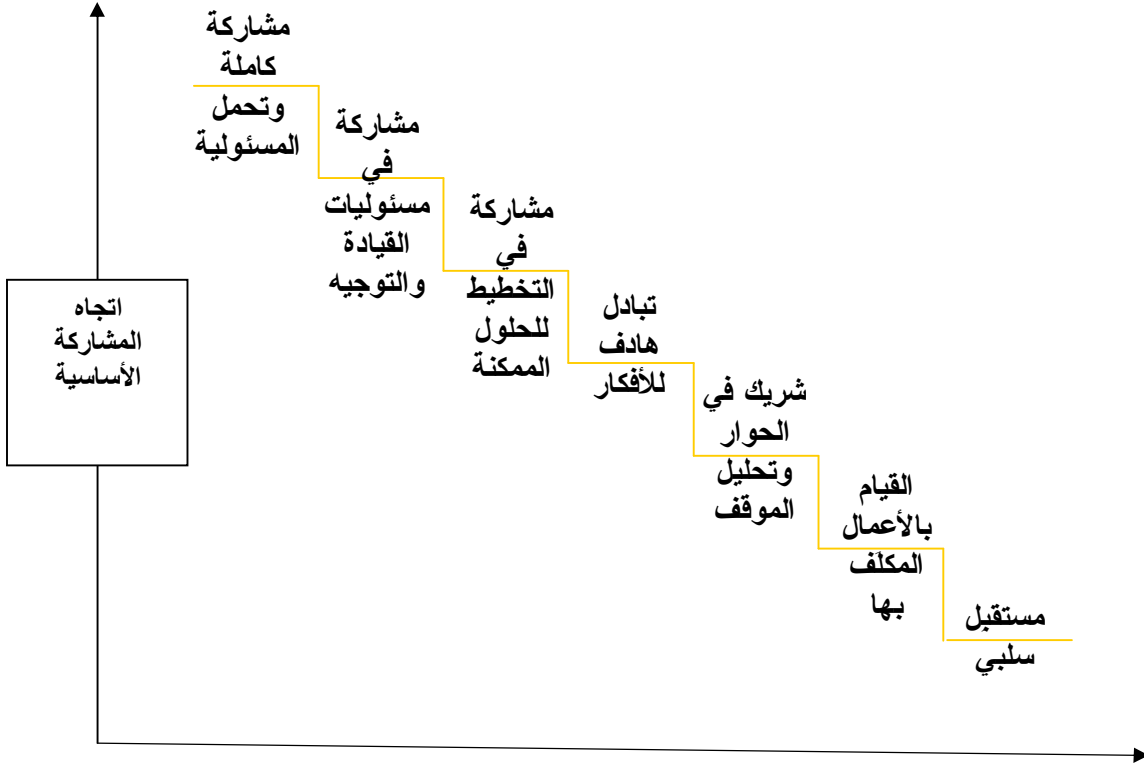 مشاركة
كاملة
وتحمل
المسئولية
مشاركة
في
مسئوليات
القيادة
والتوجيه
مشاركة
في
التخطيط
للحلول
الممكنة
تبادل
هادف
للأفكار
شريك في
الحوار
وتحليل
الموقف
القيام
بالأعمال
المكلف
بها
مستقبل
سلبي
اتجاه
المشاركة
الأساسية